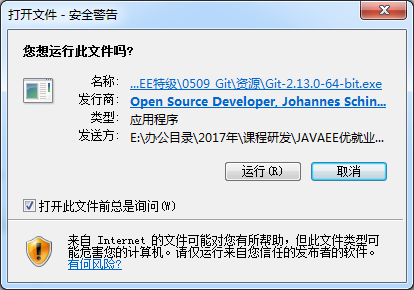 打开文件 - 安全警告
您想运行此文件吗?
名称: ...EE特级\0509 Git\资源\Git-2.13.0-64-bit.exe
发行商: Open Source Developer, Johannes Schin...
类型: 应用程序
发送方: E:\办公目录\2017年\课程研发\JAVAEE优就业...
运行(R) 取消
打开此文件前总是询问(W)
来自 Internet 的文件可能对您有所帮助，但此文件类型可
能危害您的计算机。请仅运行来自您信任的发布者的软件。
有何风险?